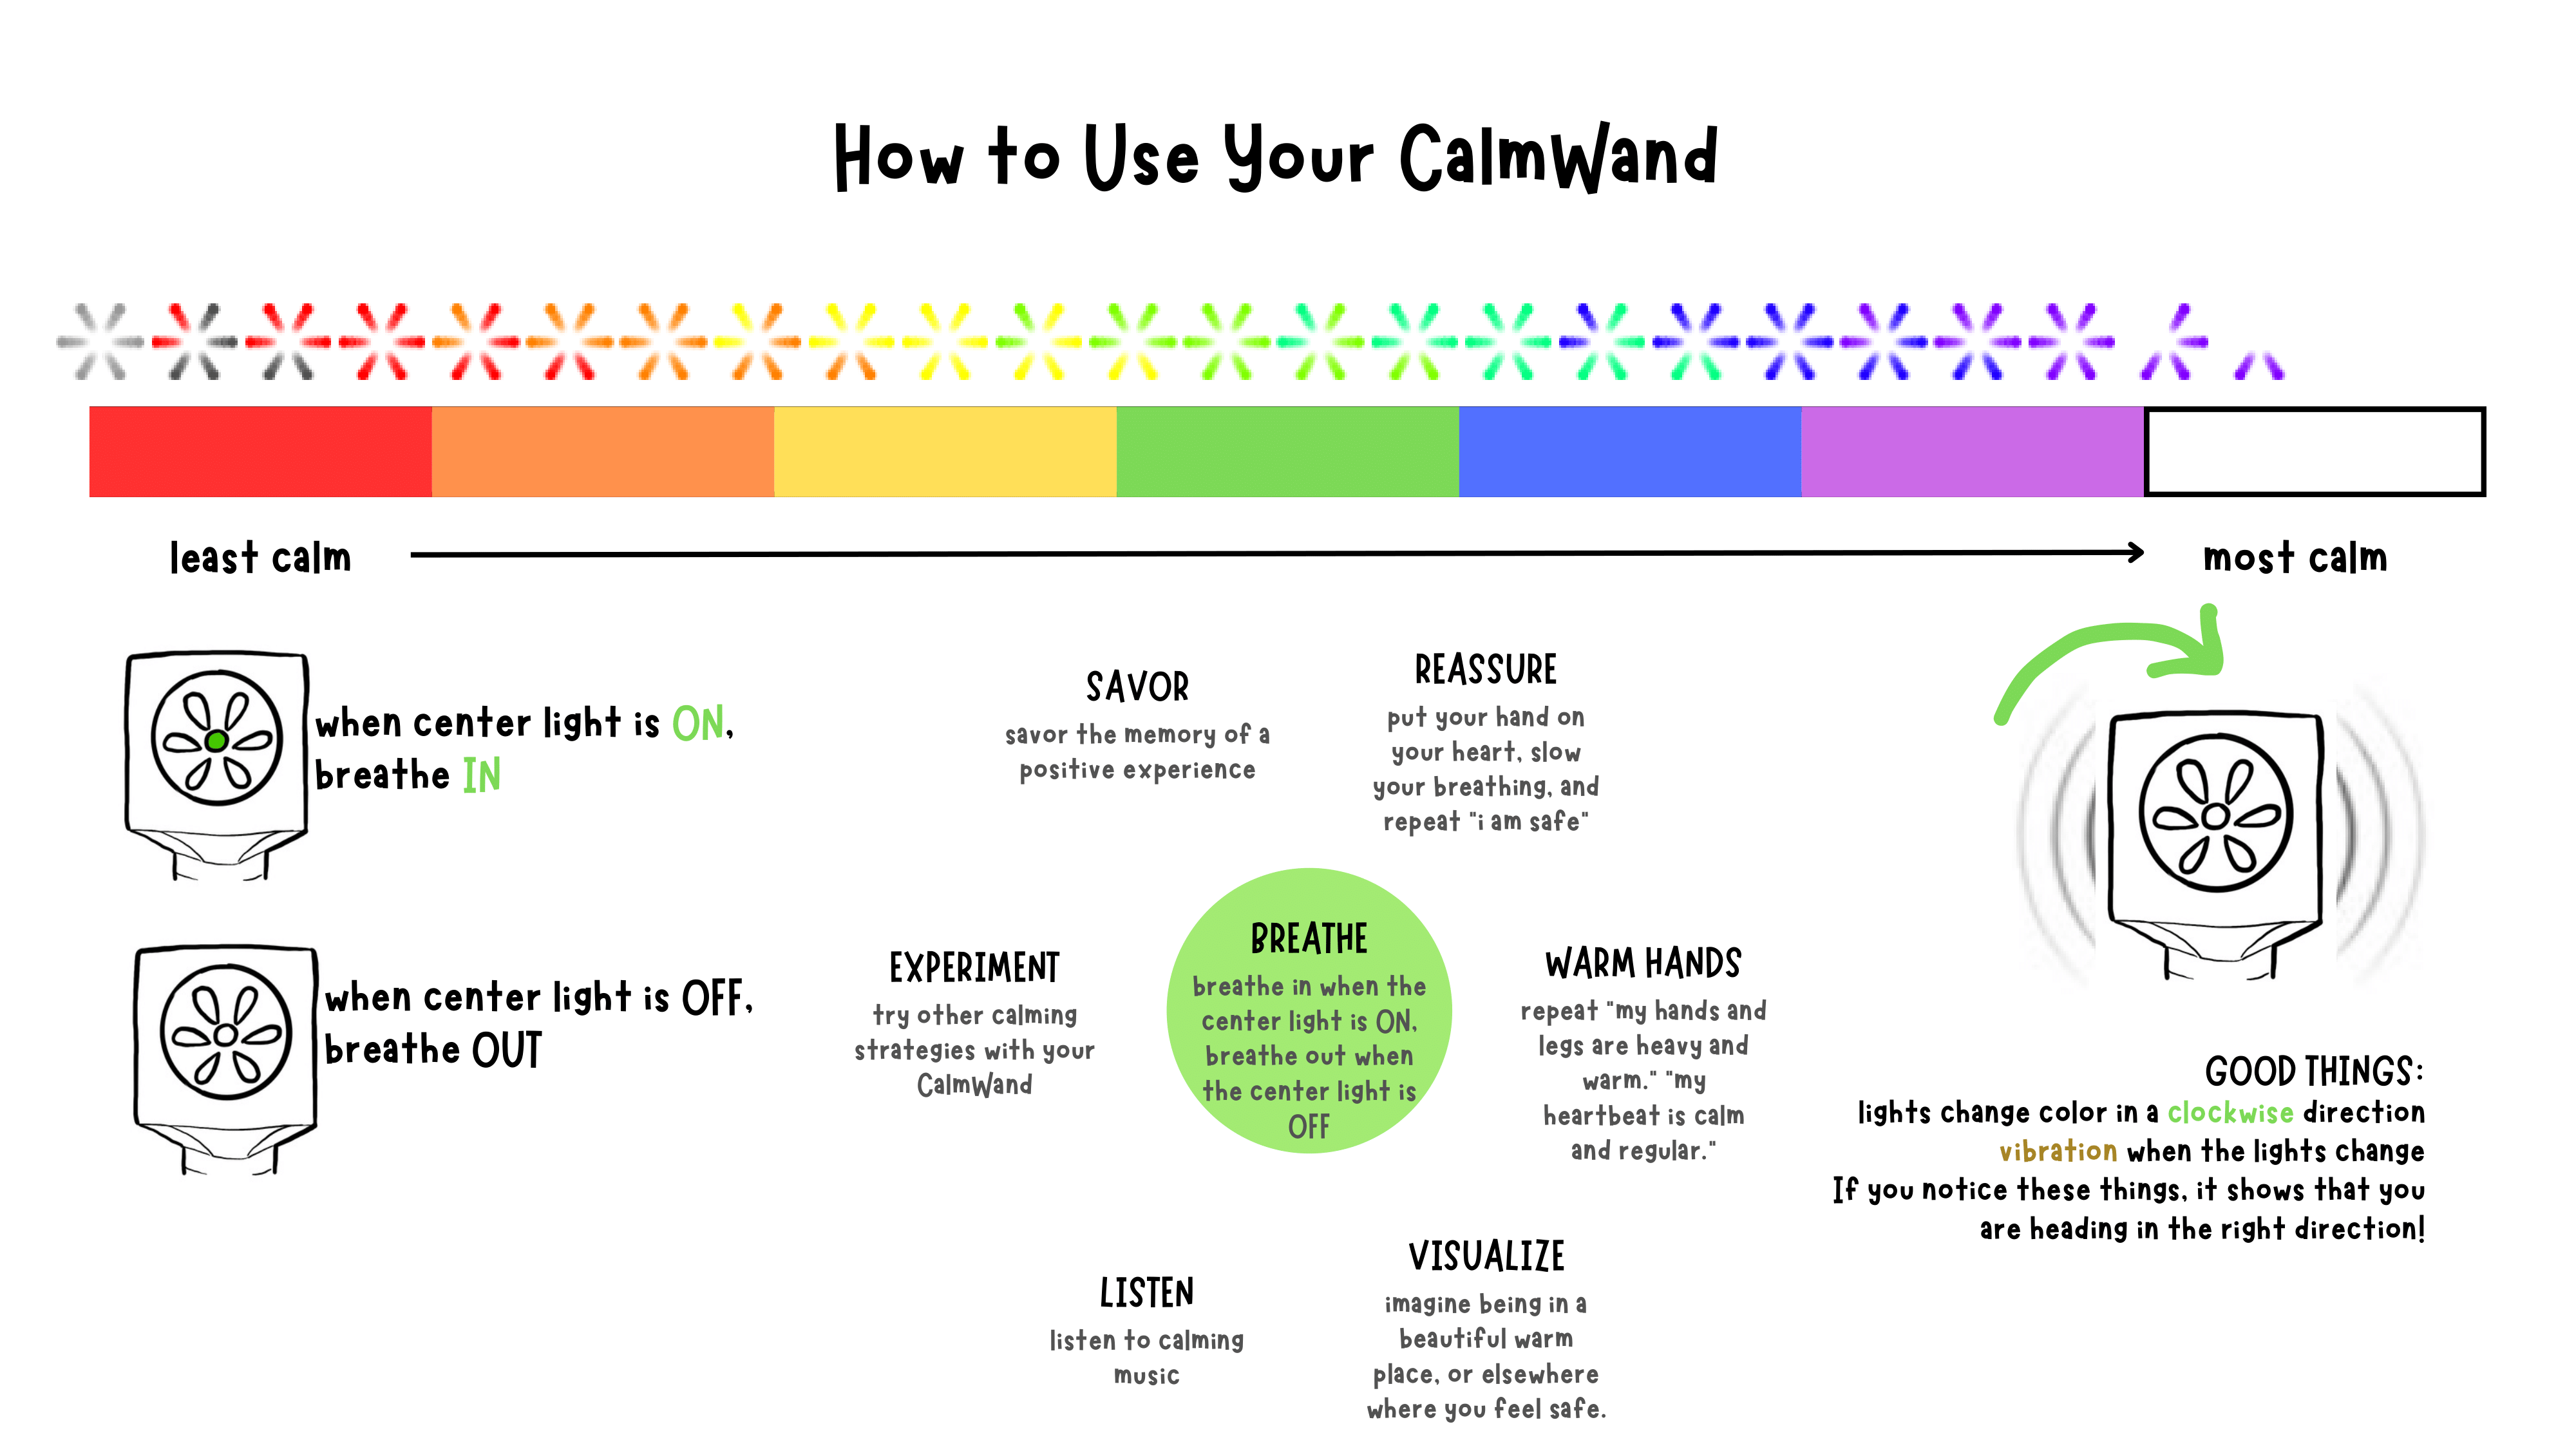 How to Use Your CalmWand
least calm
most calm
when center light is ON,
breathe IN
when center light is OFF,
breathe OUT
SAVOR
savor the memory of a
positive experience
REASSURE
put your hand on
your heart, slow
your breathing, and
repeat "i am safe"
EXPERIMENT
try other calming
strategies with your
CalmWand
BREATHE
breathe in when the
center light is ON,
breathe out when
the center light is
OFF
WARM HANDS
repeat "my hands and
legs are heavy and
warm." "my
heartbeat is calm
and regular."
LISTEN
listen to calming
music
VISUALIZE
imagine being in a
beautiful warm
place, or elsewhere
where you feel safe.
GOOD THINGS:
lights change color in a clockwise direction
vibration when the lights change
If you notice these things, it shows that you
are heading in the right direction!